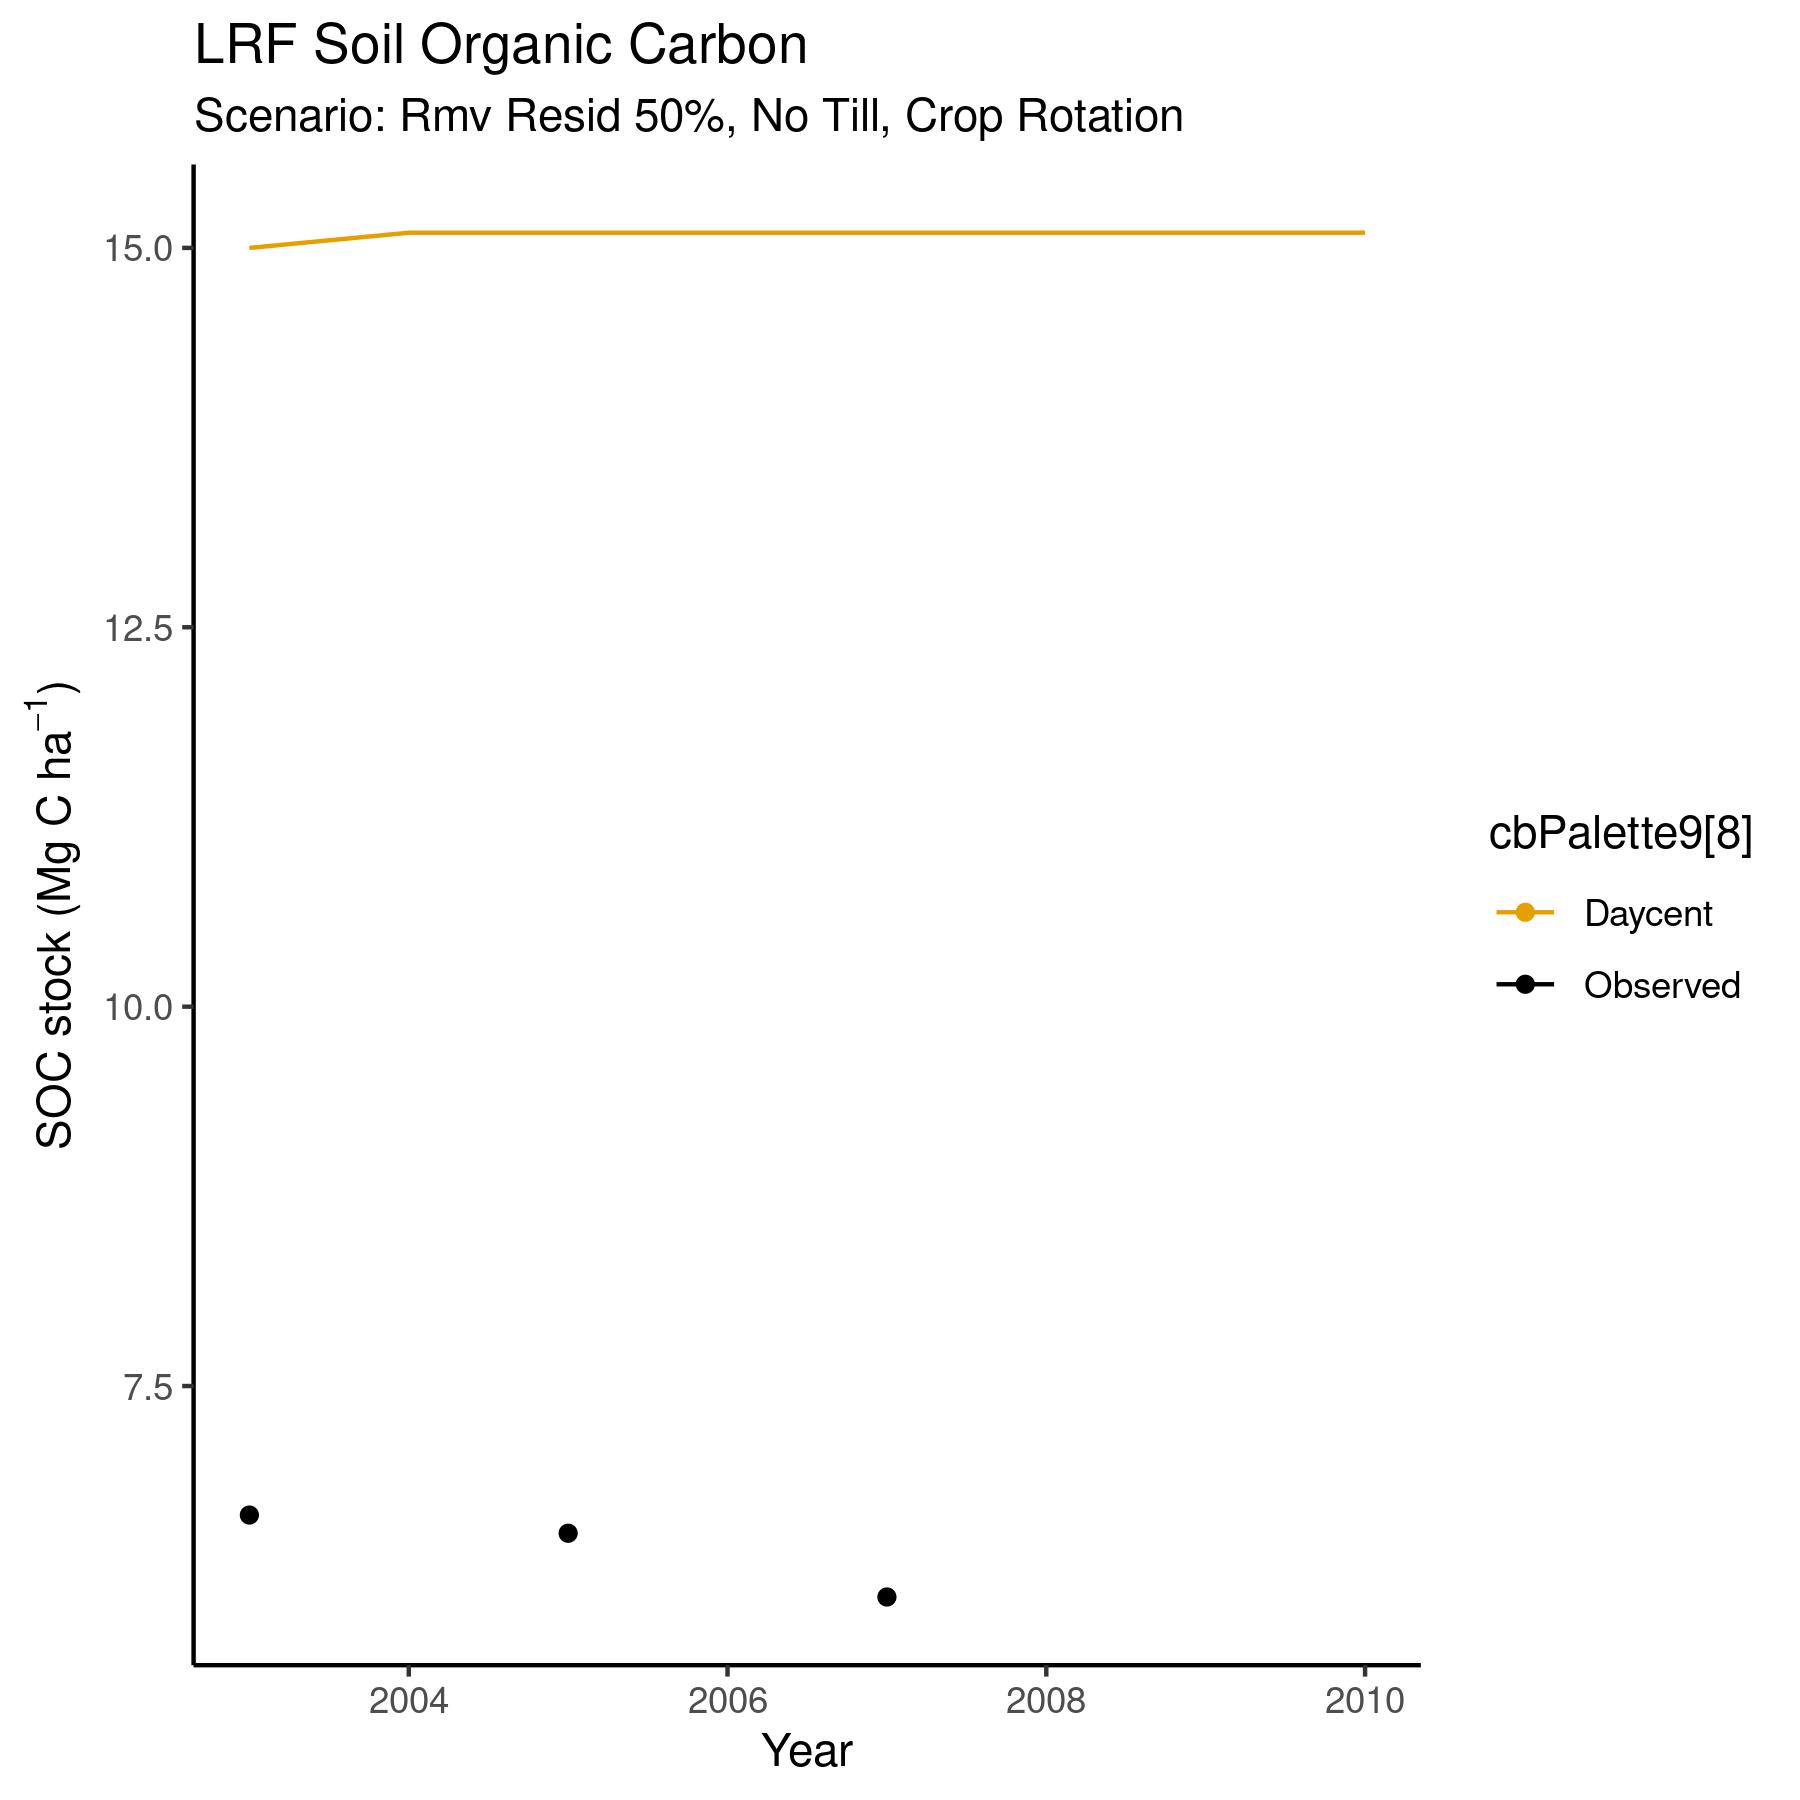 LRF Soil Organic Carbon
Scenario: Rmv Resid 50%, No Till, Crop Rotation
SOC stock (Mg C ha⁻¹)
15.0
12.5
10.0
7.5
2004 2006 2008 2010
Year
cbPalette9[8]
Daycent
Observed